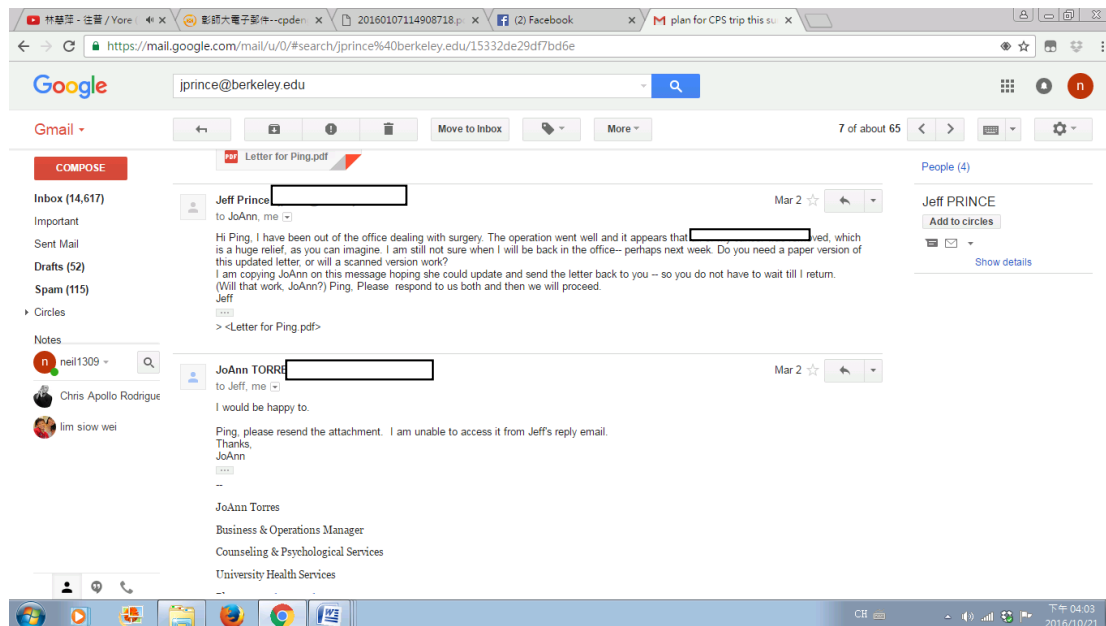 林慧萍 - 往昔 / Yore (
彰師大電子郵件--cpden
20160107114908718.p
(2) Facebook
plan for CPS trip this su
https://mail.google.com/mail/u/0/#search/jprince%40berkeley.edu/15332de29df7bd6e
Google
jprince@berkeley.edu
Gmail
Move to Inbox
More
7 of about 65
COMPOSE
Inbox (14,617)
Important
Sent Mail
Drafts (52)
Spam (115)
Circles
Notes
neil1309
Chris Apollo Rodrigue
lim siow wei
PDF Letter for Ping.pdf
Jeff Prince
Mar 2
to JoAnn, me
Hi Ping, I have been out of the office dealing with surgery. The operation went well and it appears that oved, which
is a huge relief, as you can imagine. I am still not sure when I will be back in the office-- perhaps next week. Do you need a paper version of
this updated letter, or will a scanned version work?
I am copying JoAnn on this message hoping she could update and send the letter back to you -- so you do not have to wait till I return.
(Will that work, JoAnn?) Ping, Please respond to us both and then we will proceed.
Jeff
...
> <Letter for Ping.pdf>
JoAnn TORRE
Mar 2
to Jeff, me
I would be happy to.
Ping, please resend the attachment. I am unable to access it from Jeff's reply email.
Thanks,
JoAnn
...
--
JoAnn Torres
Business & Operations Manager
Counseling & Psychological Services
University Health Services
People (4)
Jeff PRINCE
Add to circles
Show details
CH
下午 04:03
2016/10/21